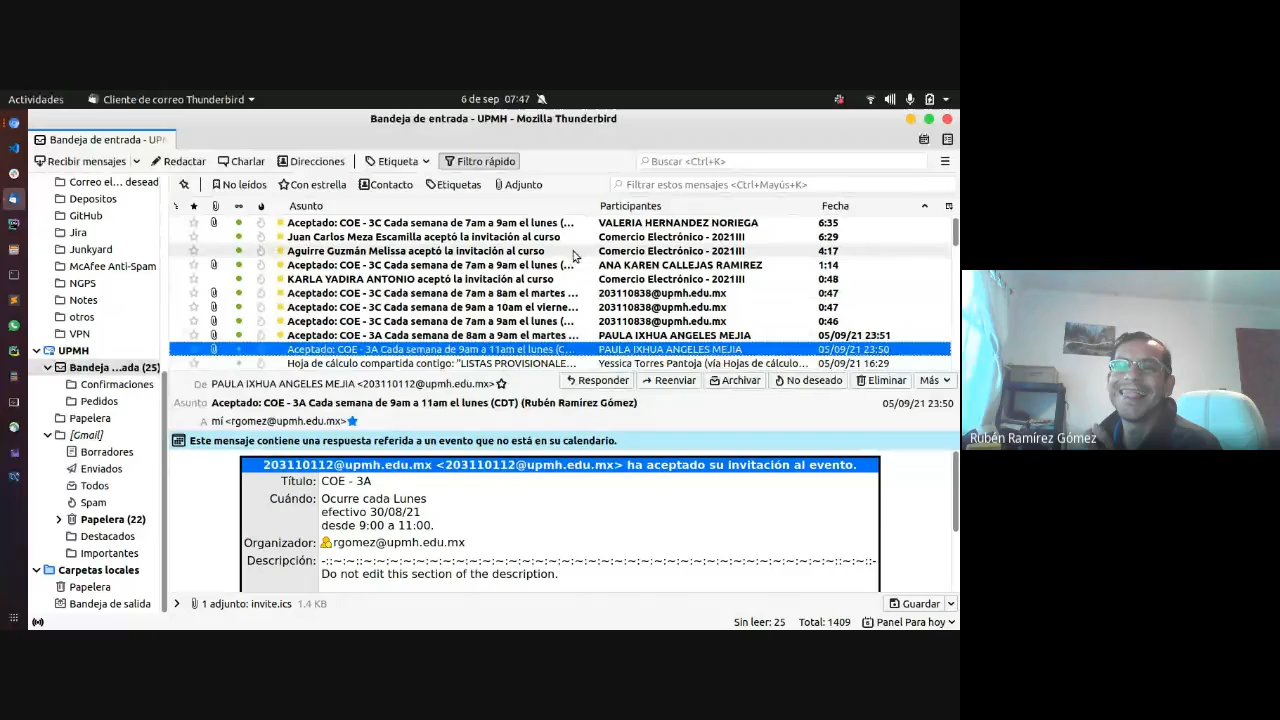 Actividades Cliente de correo Thunderbird 6 de sep 07:47
Bandeja de entrada - UPMH - Mozilla Thunderbird
Bandeja de entrada - UPM
Recibir mensajes Redactar Charlar Direcciones Etiqueta Filtro rápido Buscar <Ctrl+K>
No leídos Con estrella Contacto Etiquetas Adjunto Filtrar estos mensajes <Ctrl+Mayús+K>
Asunto Participantes Fecha
Aceptado: COE - 3C Cada semana de 7am a 9am el lunes (... VALERIA HERNANDEZ NORIEGA 6:35
Juan Carlos Meza Escamilla aceptó la invitación al curso Comercio Electrónico - 2021III 6:29
Aguirre Guzmán Melissa aceptó la invitación al curso Comercio Electrónico - 2021III 4:17
Aceptado: COE - 3C Cada semana de 7am a 9am el lunes (... ANA KAREN CALLEJAS RAMIREZ 1:14
KARLA YADIRA ANTONIO aceptó la invitación al curso Comercio Electrónico - 2021III 0:48
Aceptado: COE - 3C Cada semana de 7am a 8am el martes ... 203110838@upmh.edu.mx 0:47
Aceptado: COE - 3C Cada semana de 9am a 10am el vierne... 203110838@upmh.edu.mx 0:47
Aceptado: COE - 3C Cada semana de 7am a 9am el lunes (... 203110838@upmh.edu.mx 0:46
Aceptado: COE - 3A Cada semana de 8am a 9am el martes ... PAULA IXHUA ANGELES MEJIA 05/09/21 23:51
Aceptado: COE - 3A Cada semana de 9am a 11am el lunes (C... PAULA IXHUA ANGELES MEJIA 05/09/21 23:50
Hoja de cálculo compartida contigo: "LISTAS PROVISIONALE... Yessica Torres Pantoja (vía Hojas de cálculo... 05/09/21 16:29
Correo el... desead
Depositos
GitHub
Jira
Junkyard
McAfee Anti-Spam
NGPS
Notes
otros
VPN
UPMH
Bandeja ...ada (25)
Confirmaciones
Pedidos
Papelera
[Gmail]
Borradores
Enviados
Todos
Spam
Papelera (22)
Destacados
Importantes
Carpetas locales
Papelera
Bandeja de salida
De PAULA IXHUA ANGELES MEJIA <203110112@upmh.edu.mx> Responder Reenviar Archivar No deseado Eliminar Más
Asunto Aceptado: COE - 3A Cada semana de 9am a 11am el lunes (CDT) (Rubén Ramírez Gómez) 05/09/21 23:50
A mí <rgomez@upmh.edu.mx>
Este mensaje contiene una respuesta referida a un evento que no está en su calendario.
203110112@upmh.edu.mx <203110112@upmh.edu.mx> ha aceptado su invitación al evento.
Título: COE - 3A
Cuándo: Ocurre cada Lunes
efectivo 30/08/21
desde 9:00 a 11:00.
Organizador: rgomez@upmh.edu.mx
Descripción: -::~:~::~:~:~:~:~:~:~:~:~:~:~:~:~:~:~:~:~:~:~:~:~:~:~:~:~:~:~:~:~:~:~:~:~:~:~::~:~::-
Do not edit this section of the description.
1 adjunto: invite.ics 1.4 KB Guardar
Sin leer: 25 Total: 1409 Panel Para hoy
Rubén Ramírez Gómez